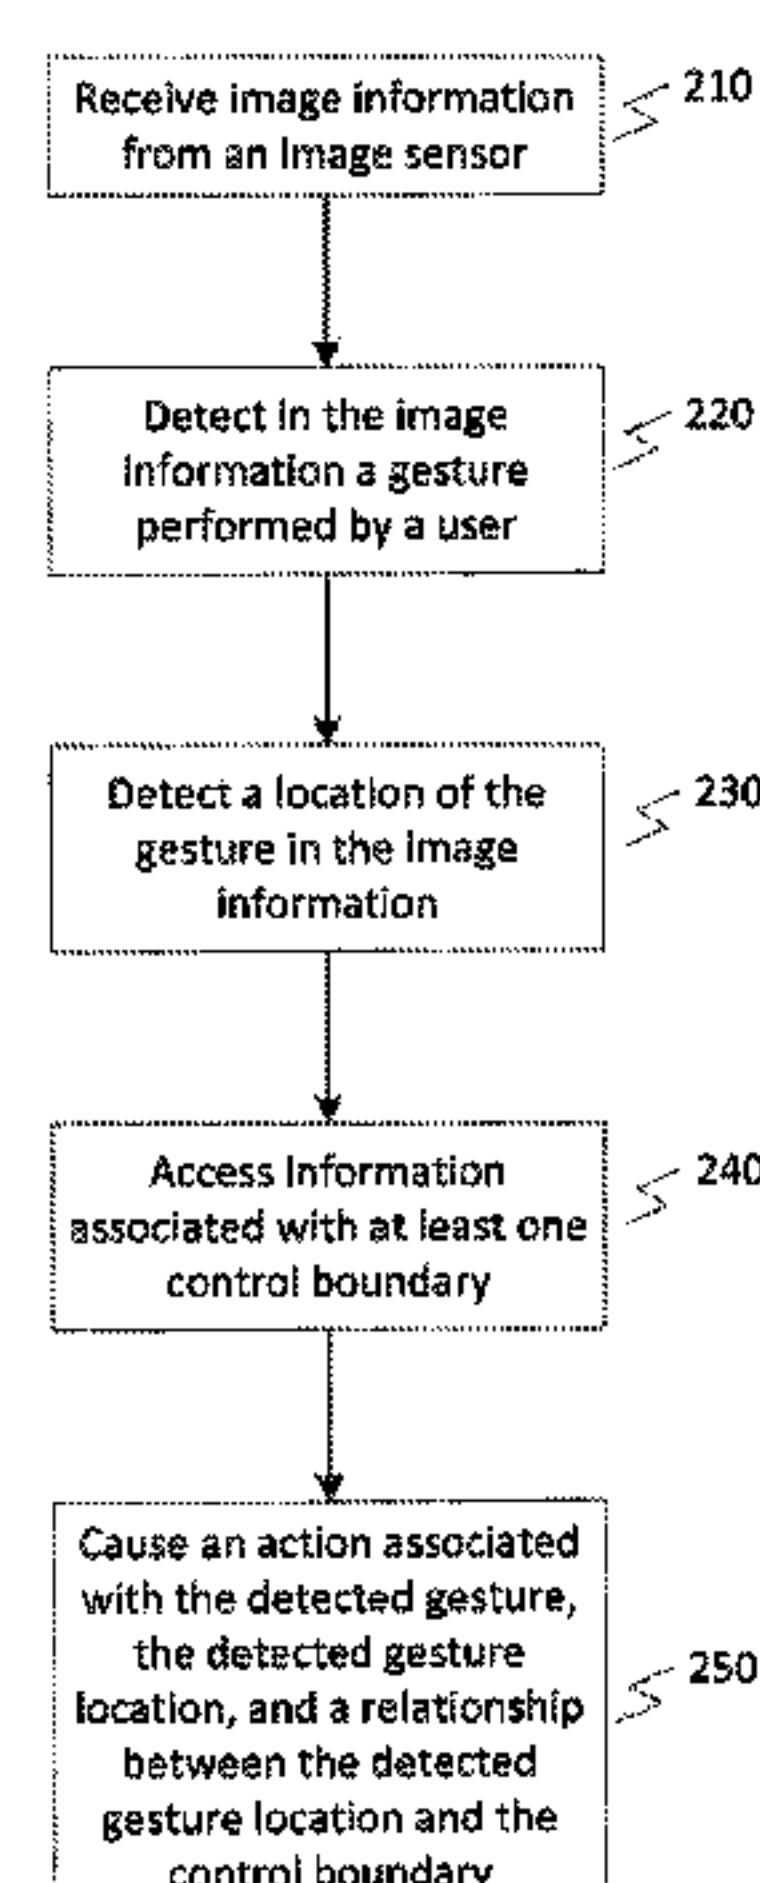 Receive image information
from an image sensor
210
Detect in the image
information a gesture
performed by a user
220
Detect a location of the
gesture in the image
information
230
Access information
associated with at least one
control boundary
240
Cause an action associated
with the detected gesture,
the detected gesture
location, and a relationship
between the detected
gesture location and the
control boundary
250